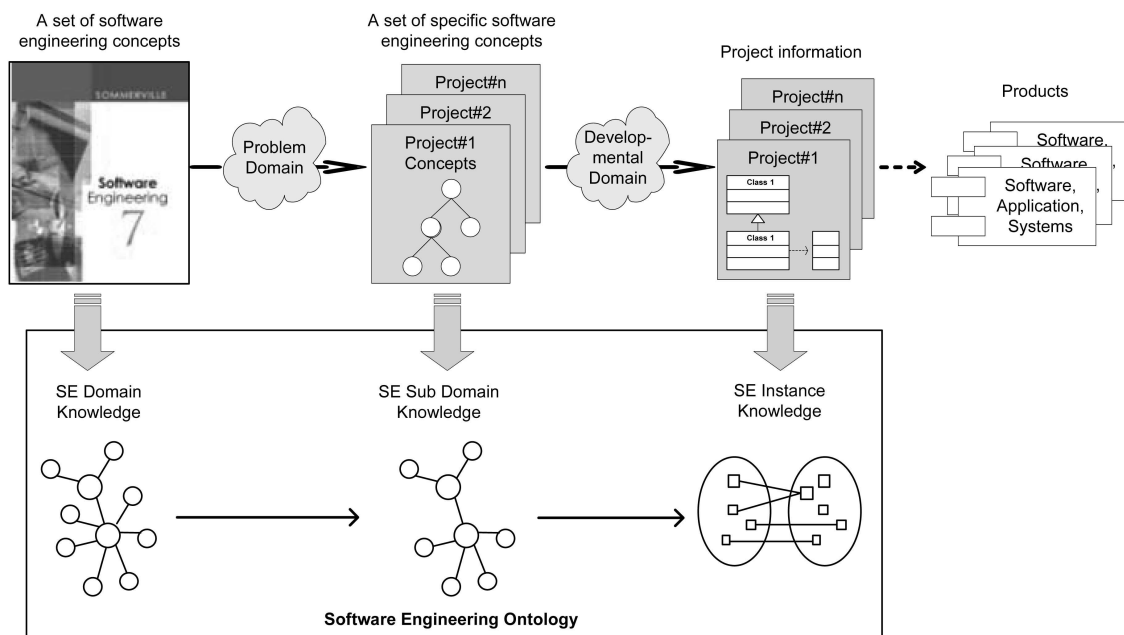 A set of software
engineering concepts
A set of specific software
engineering concepts
Project information
Products
SOMMERVILLE
Software
Engineering
7
Problem
Domain
Project#n
Project#2
Project#1
Concepts
Develop-
mental
Domain
Project#n
Project#2
Project#1
Class 1
Class 1
Software,
Software
,
,
,
Software,
Application,
Systems
SE Domain
Knowledge
SE Sub Domain
Knowledge
SE Instance
Knowledge
Software Engineering Ontology